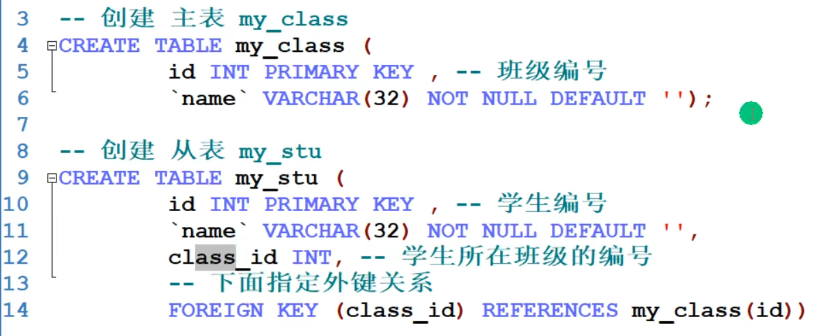 3 -- 创建 主表 my_class
4 CREATE TABLE my_class (
5 id INT PRIMARY KEY , -- 班级编号
6 `name` VARCHAR(32) NOT NULL DEFAULT '');
7
8 -- 创建 从表 my_stu
9 CREATE TABLE my_stu (
10 id INT PRIMARY KEY , -- 学生编号
11 `name` VARCHAR(32) NOT NULL DEFAULT '',
12 class_id INT, -- 学生所在班级的编号
13 -- 下面指定外键关系
14 FOREIGN KEY (class_id) REFERENCES my_class(id))